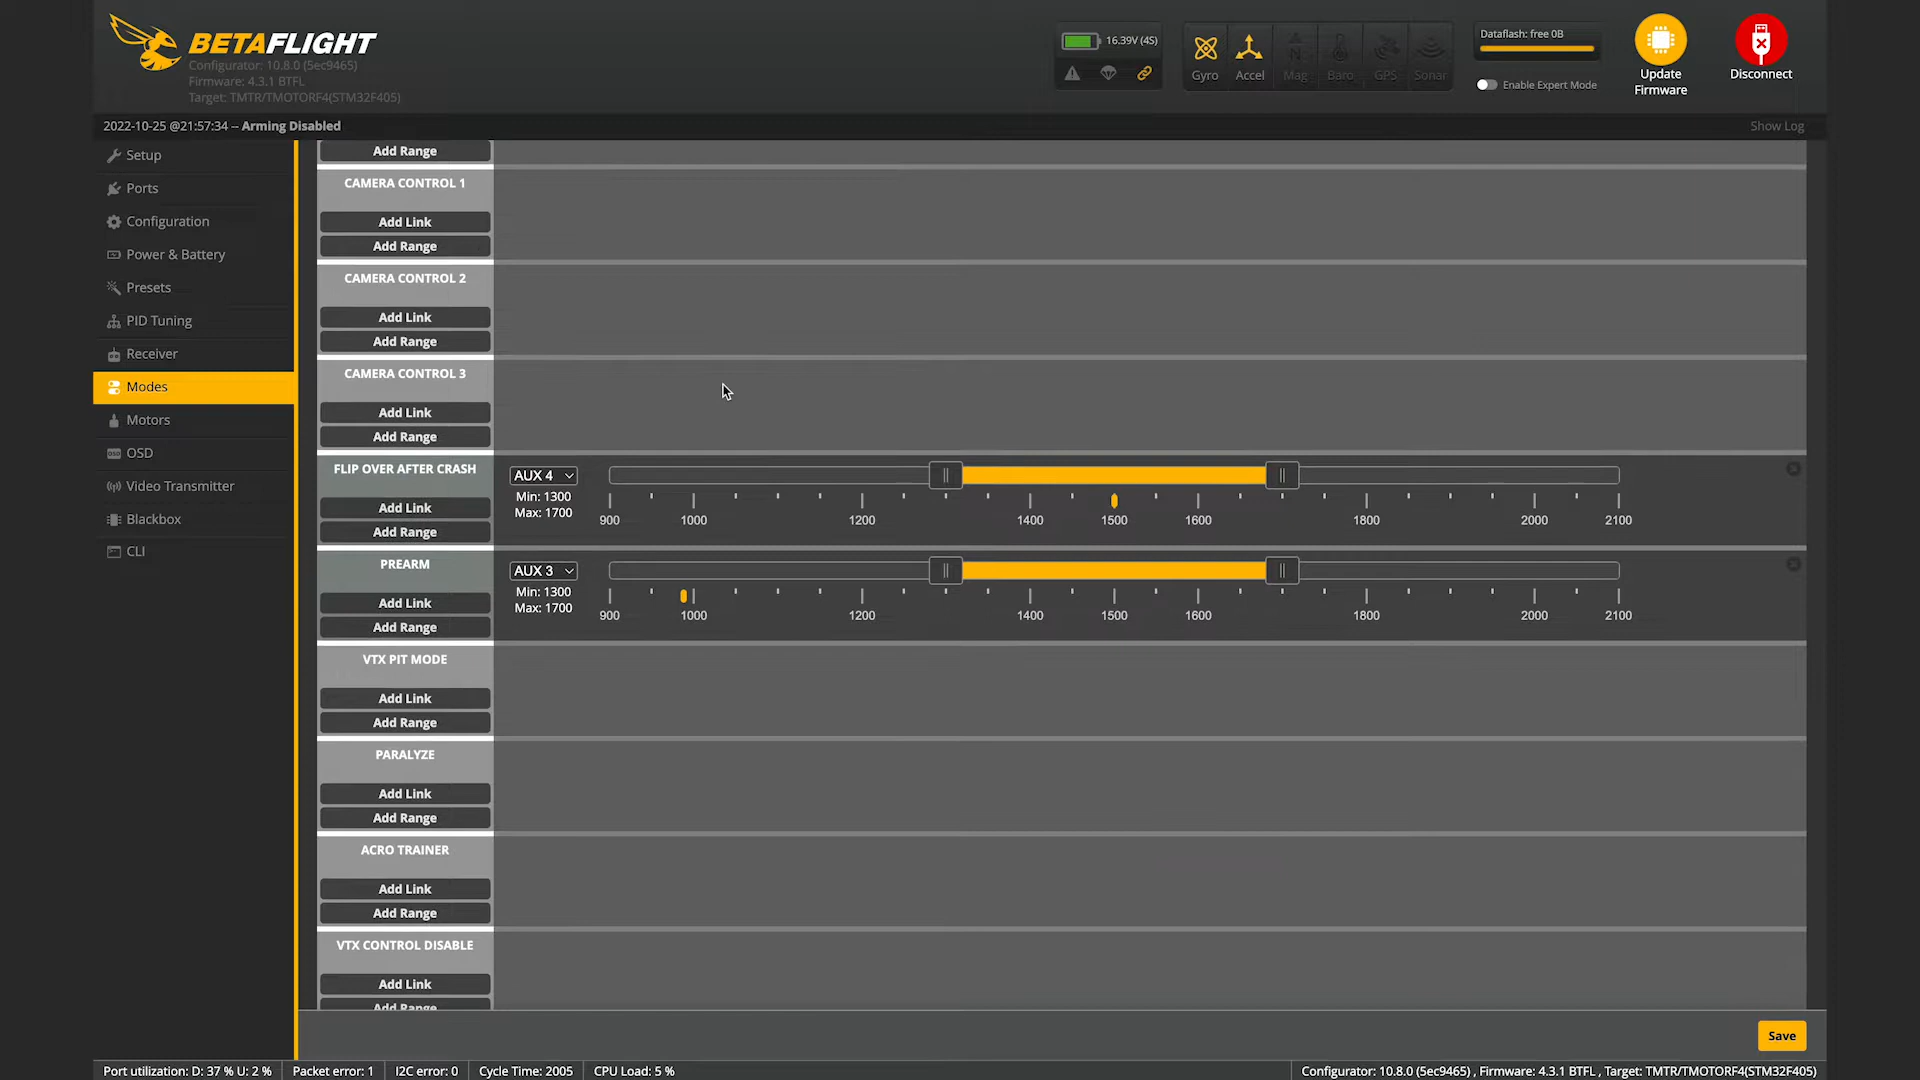 BETAFLIGHT
Configurator: 10.8.0 (5ec9465)
Firmware: 4.3.1 BTFL
Target: TMTR/TMOTORF4(STM32F405)
16.39V (4S)
Gyro Accel Mag Baro GPS Sonar
Dataflash: free 0B
Enable Expert Mode
Update
Firmware
Disconnect
2022-10-25 @21:57:34 -- Arming Disabled
Show Log
Setup
Ports
Configuration
Power & Battery
Presets
PID Tuning
Receiver
Modes
Motors
OSD
Video Transmitter
Blackbox
CLI
Add Range
CAMERA CONTROL 1
Add Link
Add Range
CAMERA CONTROL 2
Add Link
Add Range
CAMERA CONTROL 3
Add Link
Add Range
FLIP OVER AFTER CRASH
Add Link
Add Range
AUX 4
Min: 1300
Max: 1700
900 1000 1200 1400 1500 1600 1800 2000 2100
PREARM
Add Link
Add Range
AUX 3
Min: 1300
Max: 1700
900 1000 1200 1400 1500 1600 1800 2000 2100
VTX PIT MODE
Add Link
Add Range
PARALYZE
Add Link
Add Range
ACRO TRAINER
Add Link
Add Range
VTX CONTROL DISABLE
Add Link
Add Range
Save
Port utilization: D: 37 % U: 2 % Packet error: 1 I2C error: 0 Cycle Time: 2005 CPU Load: 5 %
Configurator: 10.8.0 (5ec9465) , Firmware: 4.3.1 BTFL , Target: TMTR/TMOTORF4(STM32F405)